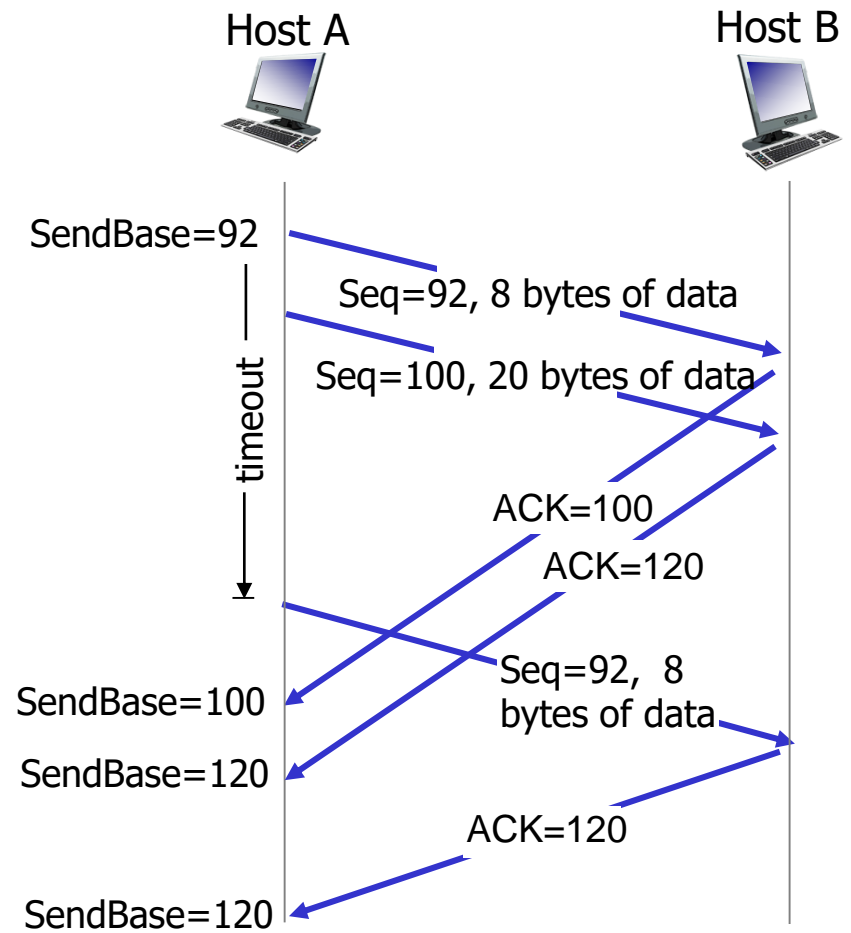 Host A
Host B
SendBase=92
Seq=92, 8 bytes of data
Seq=100, 20 bytes of data
timeout
ACK=100
ACK=120
Seq=92, 8
bytes of data
SendBase=100
SendBase=120
ACK=120
SendBase=120